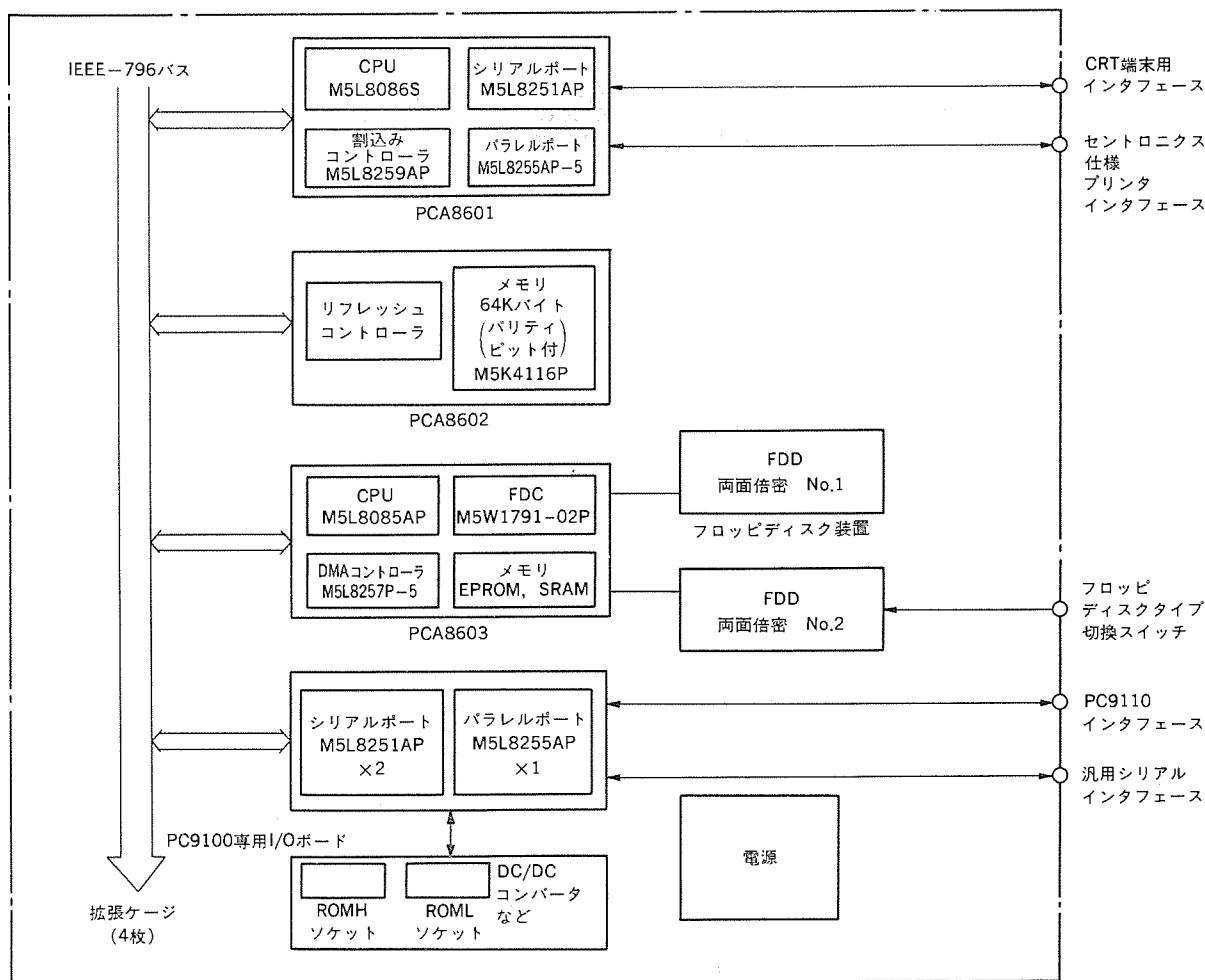 IEEE-796バス
CPU
M5L8086S
シリアルポート
M5L8251AP
割込み
コントローラ
M5L8259AP
パラレルポート
M5L8255AP-5
PCA8601
CRT端末用
インタフェース
セントロニクス
仕様
プリンタ
インタフェース
リフレッシュ
コントローラ
メモリ
64Kバイト
(パリティ
ビット付)
M5K4116P
PCA8602
CPU
M5L8085AP
FDC
M5W1791-02P
DMAコントローラ
M5L8257P-5
メモリ
EPROM, SRAM
PCA8603
FDD
両面倍密 No.1
フロッピディスク装置
FDD
両面倍密 No.2
フロッピ
ディスクタイプ
切換スイッチ
シリアルポート
M5L8251AP
×2
パラレルポート
M5L8255AP
×1
PC9110
インタフェース
汎用シリアル
インタフェース
PC9100専用I/Oボード
ROMH
ソケット
ROML
ソケット
DC/DC
コンバータ
など
電源
拡張ケージ
(4枚)